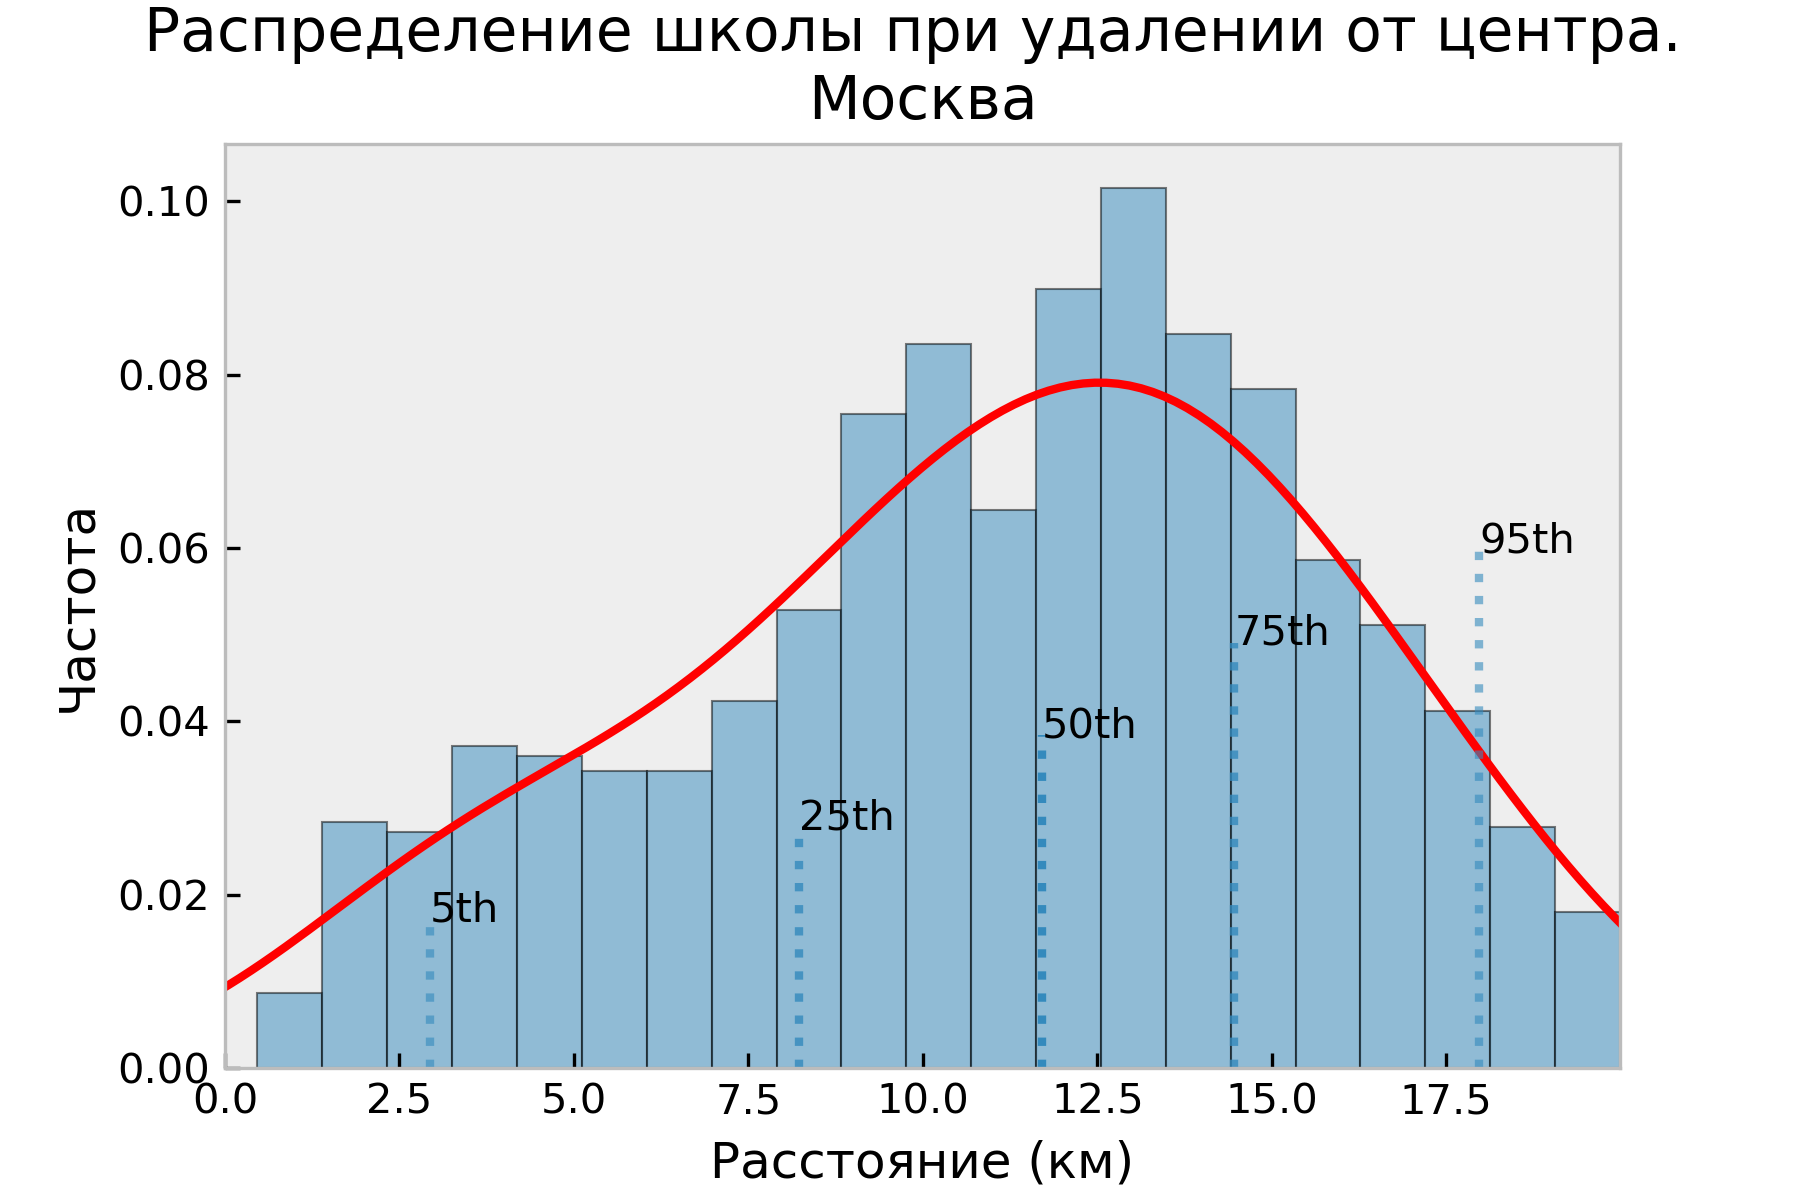 Распределение школы при удалении от центра.
Москва
0.10
0.08
0.06
0.04
0.02
0.00
Частота
5th
25th
50th
75th
95th
0.0 2.5 5.0 7.5 10.0 12.5 15.0 17.5
Расстояние (км)